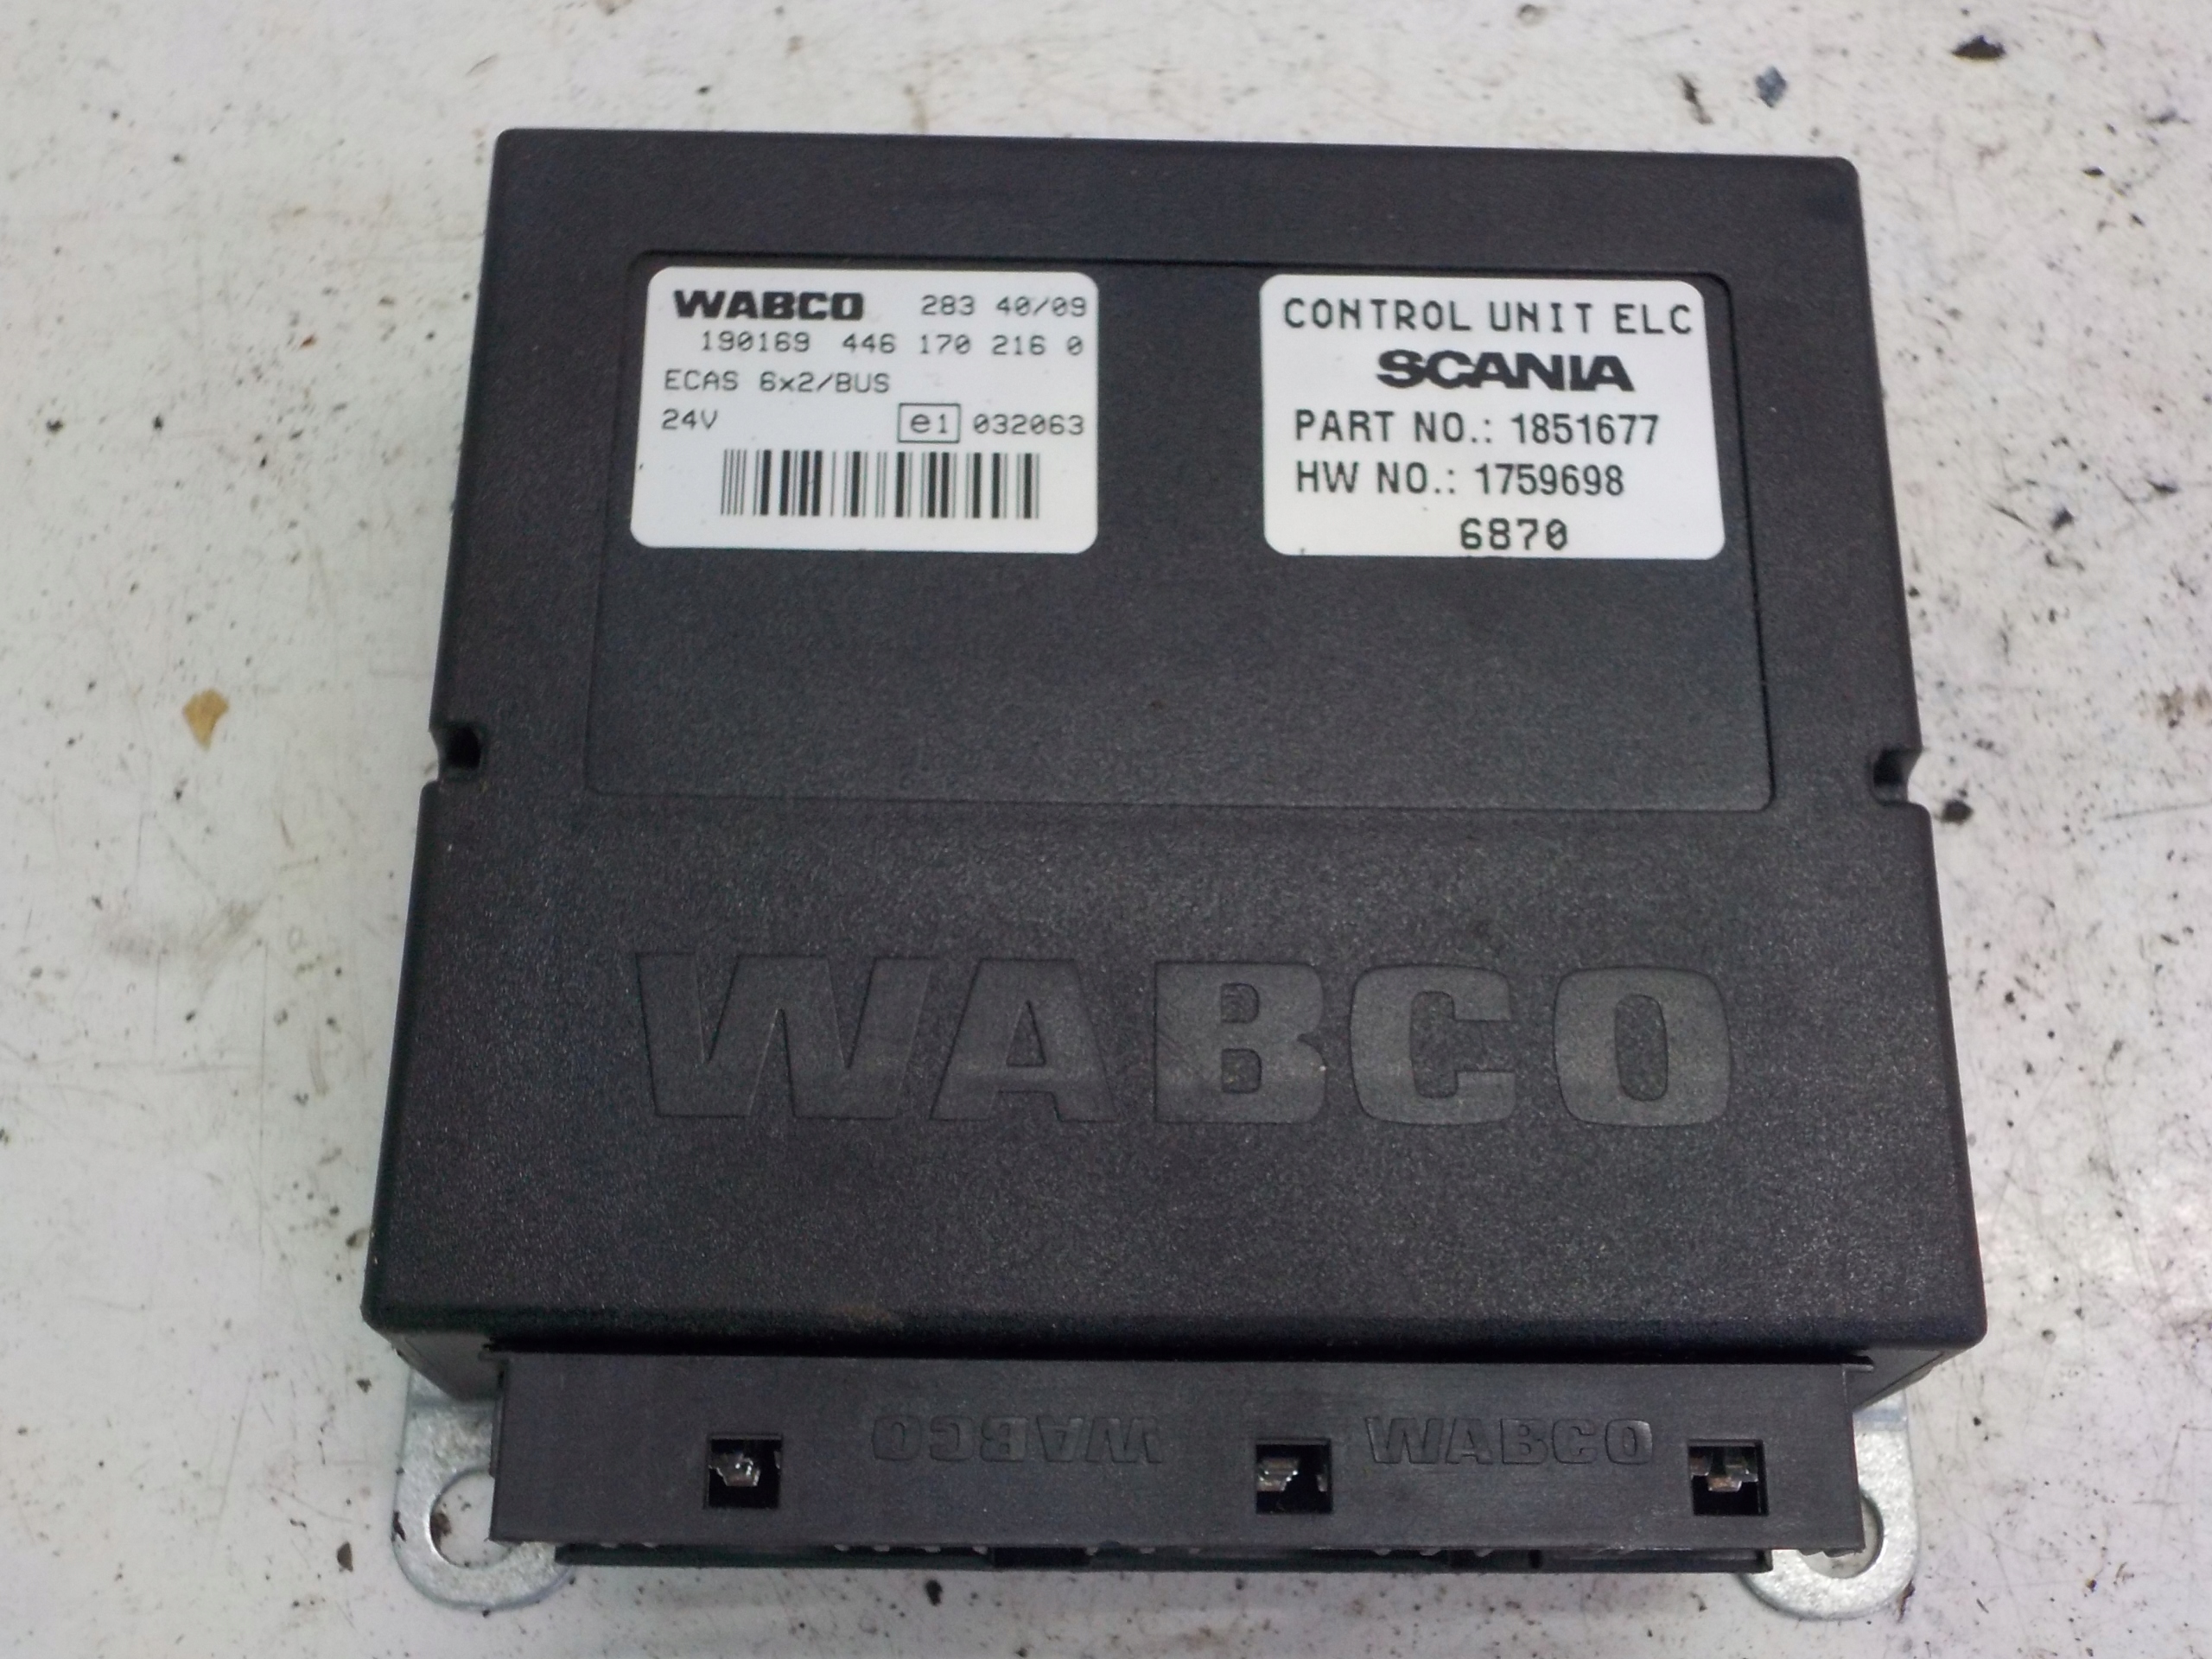 WABCO 283 40/09
190169 446 170 216 0
ECAS 6x2/BUS
24V e1 032063
CONTROL UNIT ELC
SCANIA
PART NO.: 1851677
HW NO.: 1759698
6870
WABCO
WABCO WABCO